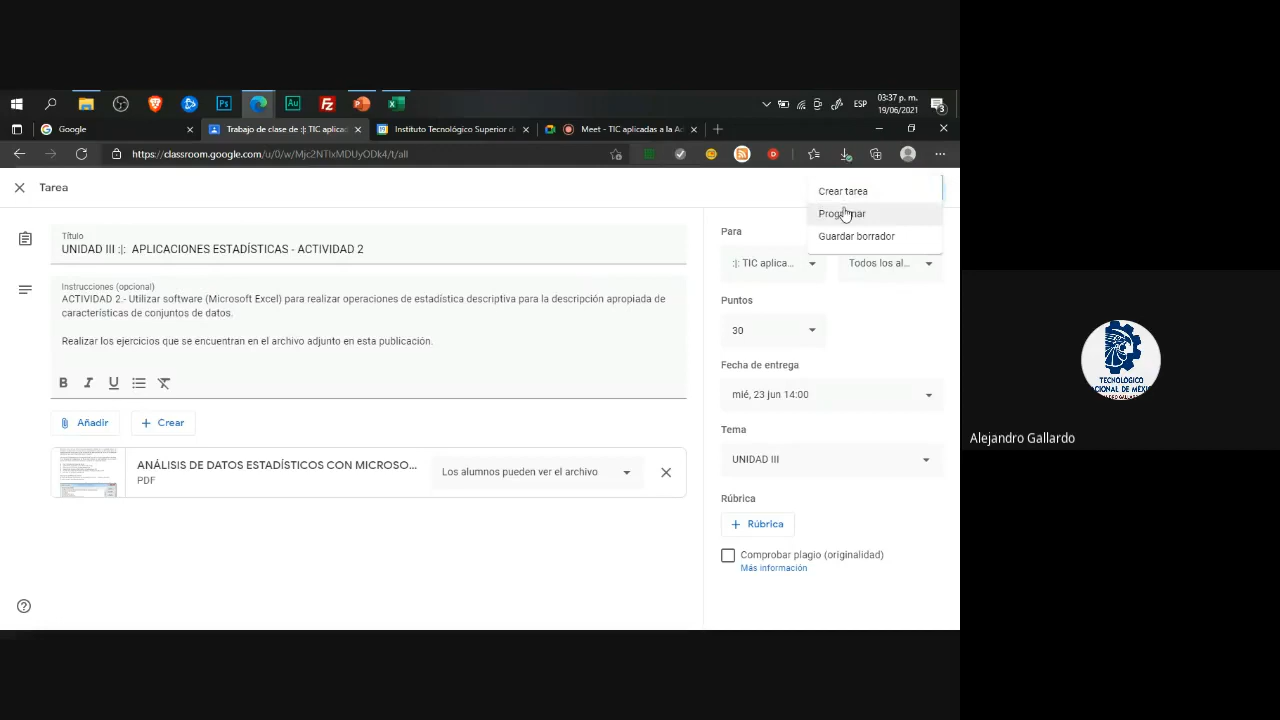 03:37 p. m.
ESP
19/06/2021
3
Ps
Au
Fz
Google
Trabajo de clase de :|: TIC aplicac
Instituto Tecnológico Superior de
Meet - TIC aplicadas a la Ad
https://classroom.google.com/u/0/w/Mjc2NTIxMDUyODk4/t/all
Tarea
Crear tarea
Programar
Guardar borrador
Título
UNIDAD III :|: APLICACIONES ESTADÍSTICAS - ACTIVIDAD 2
Instrucciones (opcional)
ACTIVIDAD 2.- Utilizar software (Microsoft Excel) para realizar operaciones de estadística descriptiva para la descripción apropiada de
características de conjuntos de datos.
Realizar los ejercicios que se encuentran en el archivo adjunto en esta publicación.
B I U
Añadir
Crear
ANÁLISIS DE DATOS ESTADÍSTICOS CON MICROSO...
PDF
Los alumnos pueden ver el archivo
Para
:|: TIC aplica...
Todos los al...
Puntos
30
Fecha de entrega
mié, 23 jun 14:00
Tema
UNIDAD III
Rúbrica
Rúbrica
Comprobar plagio (originalidad)
Más información
TECNOLÓGICO
Alejandro Gallardo